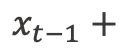 $x_{t-1} +$